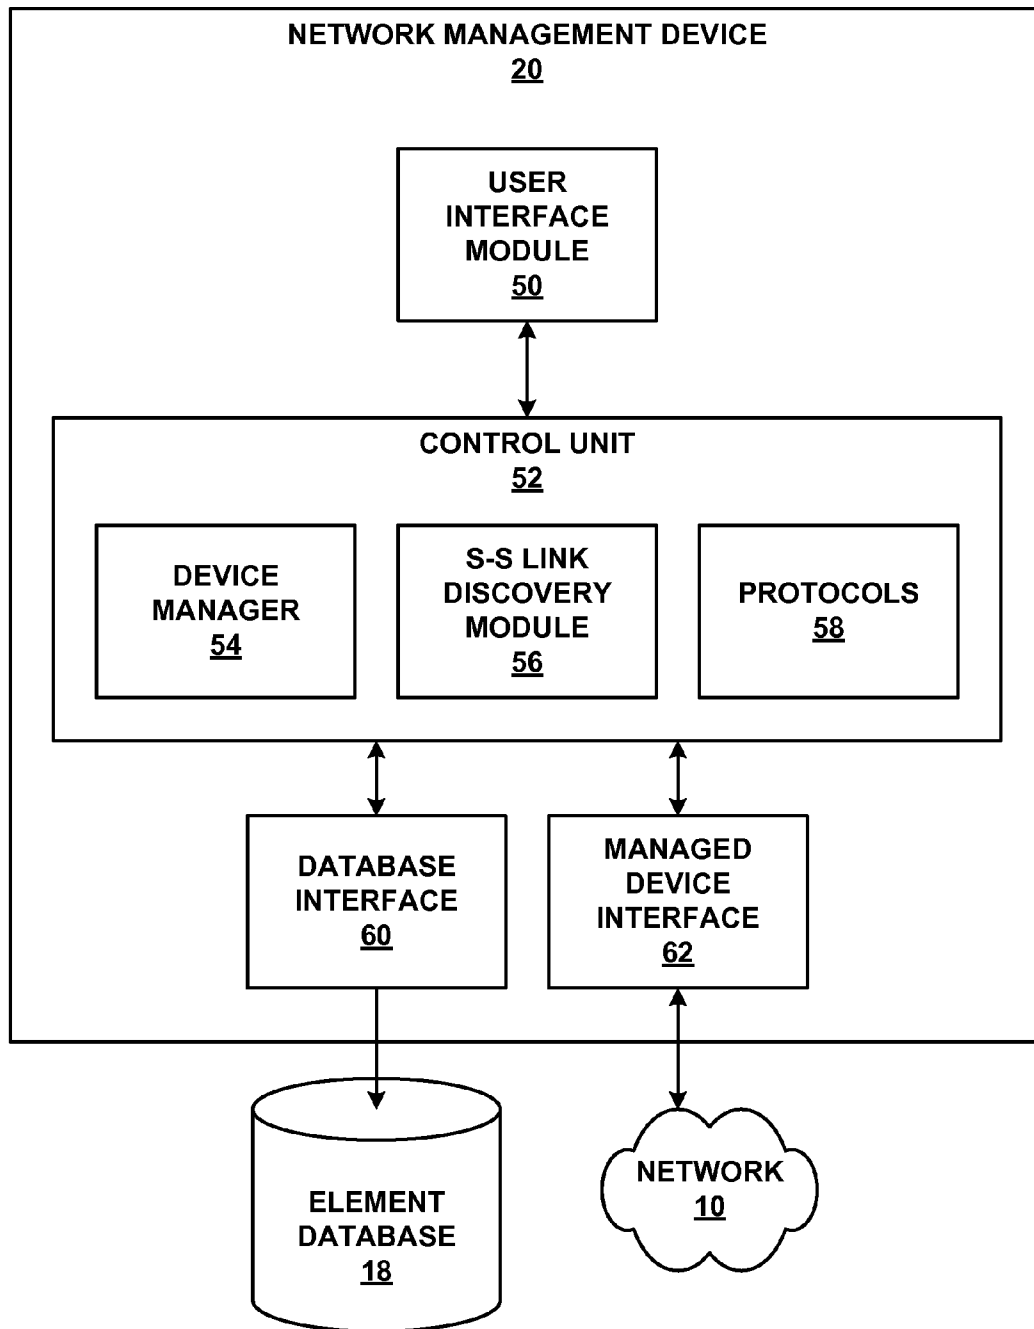 NETWORK MANAGEMENT DEVICE
20
USER
INTERFACE
MODULE
50
CONTROL UNIT
52
DEVICE
MANAGER
54
S-S LINK
DISCOVERY
MODULE
56
PROTOCOLS
58
DATABASE
INTERFACE
60
MANAGED
DEVICE
INTERFACE
62
ELEMENT
DATABASE
18
NETWORK
10